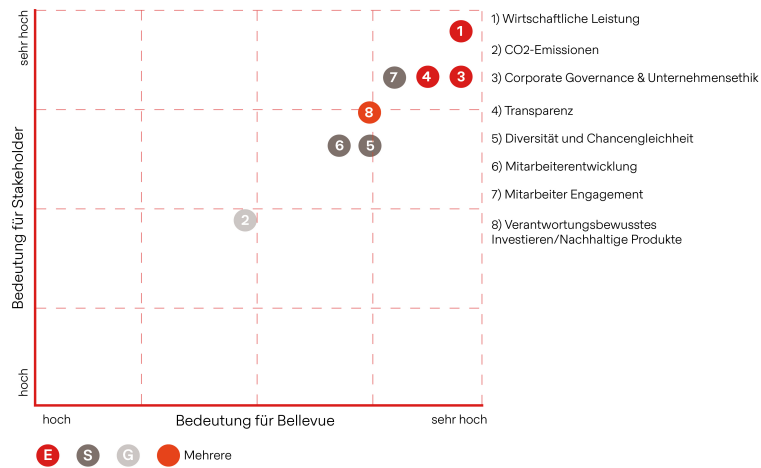 sehr hoch
Bedeutung für Stakeholder
hoch
1
7
4
3
8
6
5
2
1) Wirtschaftliche Leistung
2) CO2-Emissionen
3) Corporate Governance & Unternehmensethik
4) Transparenz
5) Diversität und Chancengleichheit
6) Mitarbeiterentwicklung
7) Mitarbeiter Engagement
8) Verantwortungsbewusstes
Investieren/Nachhaltige Produkte
hoch
Bedeutung für Bellevue
sehr hoch
E
S
G
Mehrere